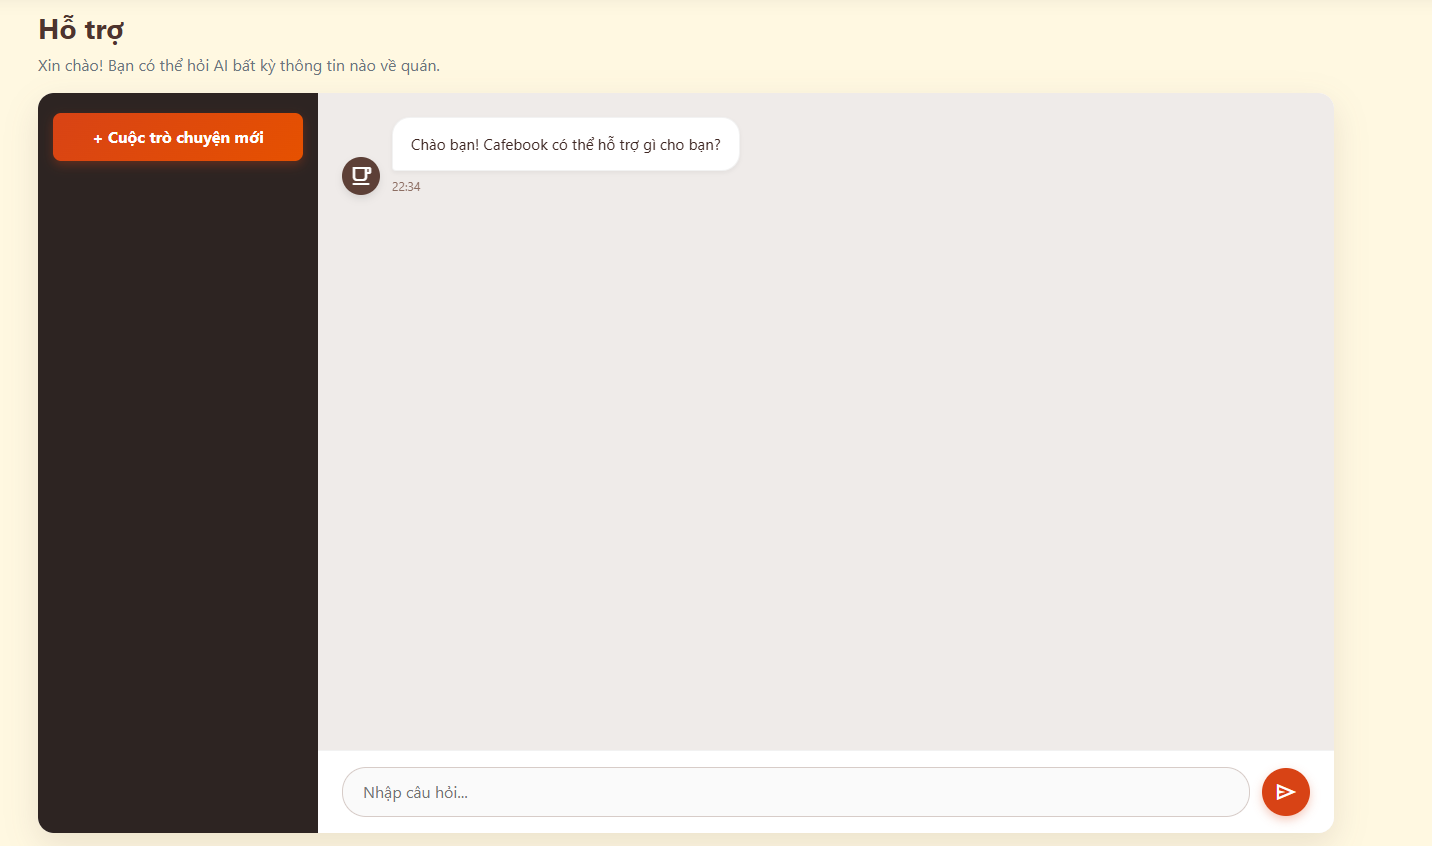 Hỗ trợ
Xin chào! Bạn có thể hỏi AI bất kỳ thông tin nào về quán.
+ Cuộc trò chuyện mới
Chào bạn! Cafebook có thể hỗ trợ gì cho bạn?
22:34
Nhập câu hỏi...